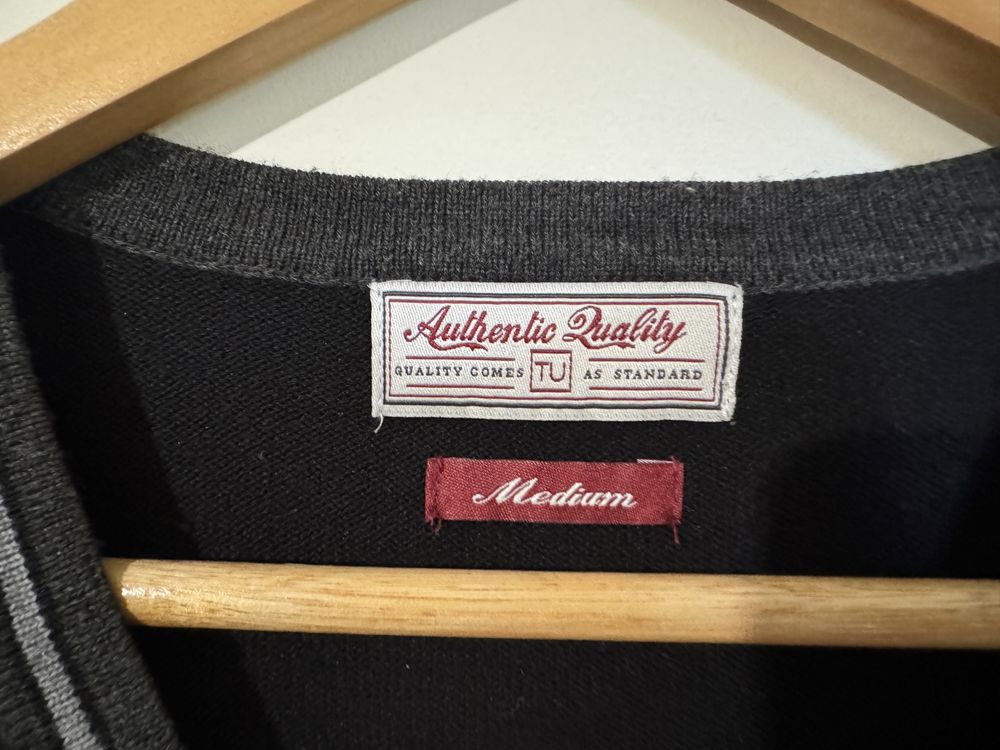 Authentic Quality
QUALITY COMES TU AS STANDARD
Medium